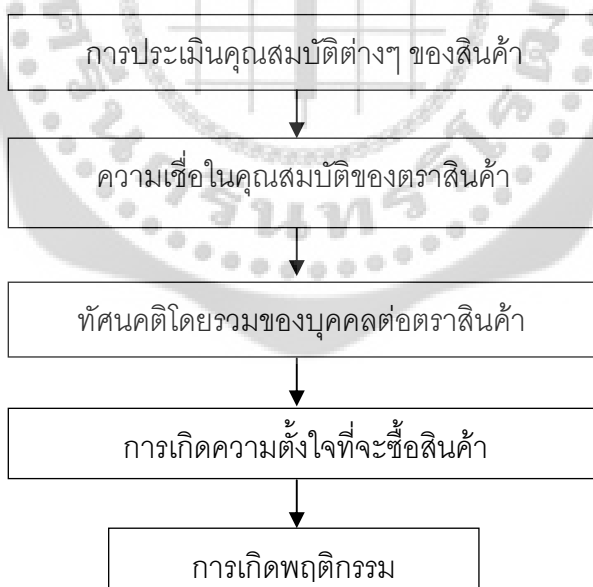 การประเมินคุณสมบัติต่างๆ ของสินค้า
ความเชื่อในคุณสมบัติของตราสินค้า
ทัศนคติโดยรวมของบุคคลต่อตราสินค้า
การเกิดความตั้งใจที่จะซื้อสินค้า
การเกิดพฤติกรรม